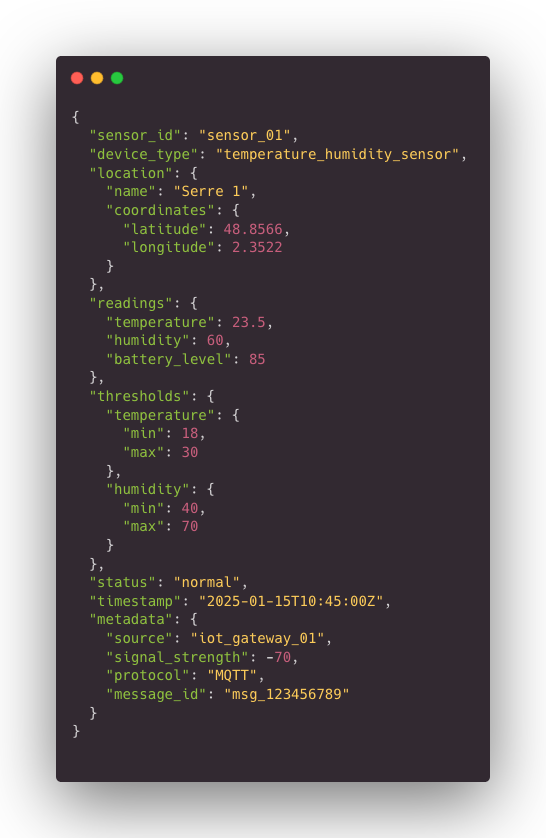 {
  "sensor_id": "sensor_01",
  "device_type": "temperature_humidity_sensor",
  "location": {
    "name": "Serre 1",
    "coordinates": {
      "latitude": 48.8566,
      "longitude": 2.3522
    }
  },
  "readings": {
    "temperature": 23.5,
    "humidity": 60,
    "battery_level": 85
  },
  "thresholds": {
    "temperature": {
      "min": 18,
      "max": 30
    },
    "humidity": {
      "min": 40,
      "max": 70
    }
  },
  "status": "normal",
  "timestamp": "2025-01-15T10:45:00Z",
  "metadata": {
    "source": "iot_gateway_01",
    "signal_strength": -70,
    "protocol": "MQTT",
    "message_id": "msg_123456789"
  }
}